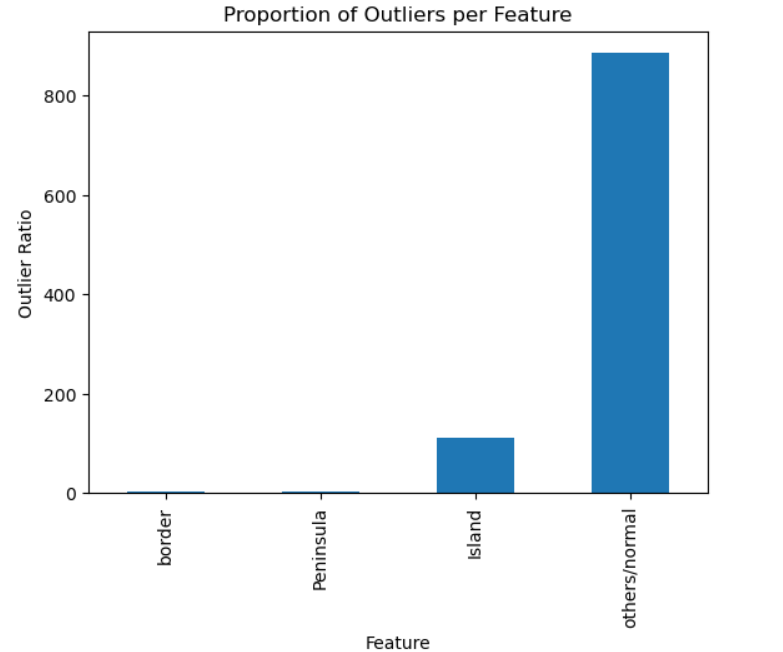 Proportion of Outliers per Feature
Outlier Ratio
800
600
400
200
0
border
Peninsula
Island
others/normal
Feature